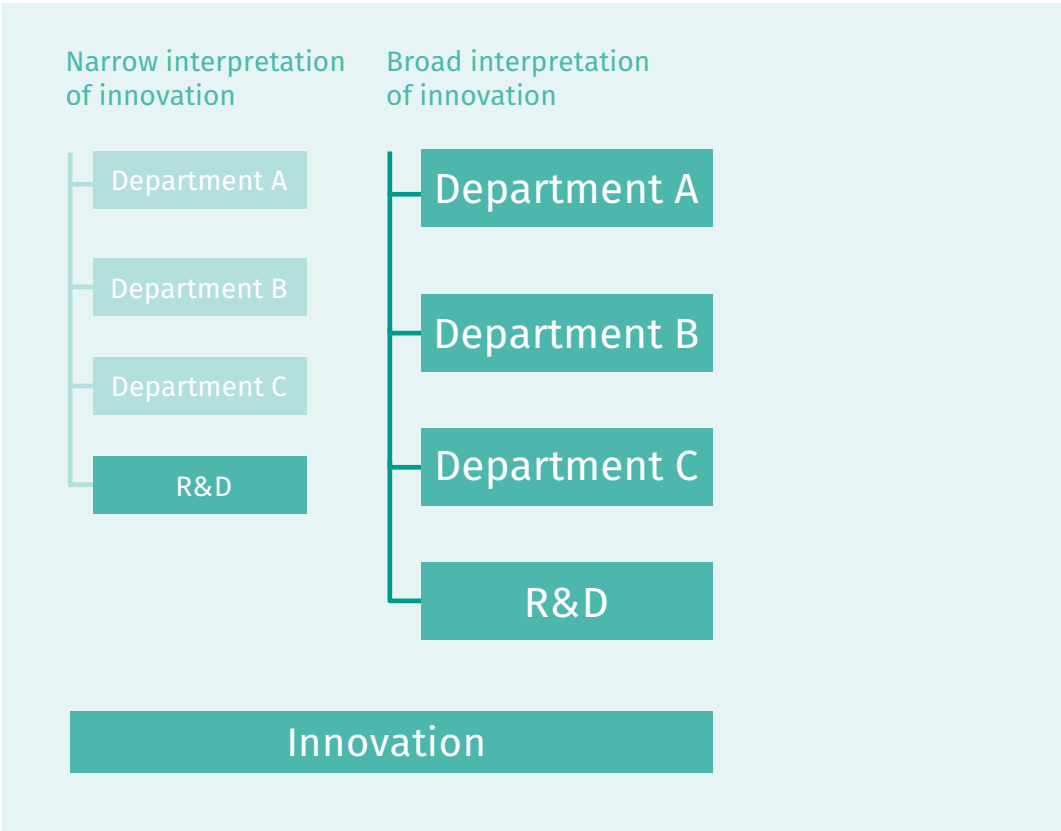 Narrow interpretation
of innovation
Department A
Department B
Department C
R&D
Broad interpretation
of innovation
Department A
Department B
Department C
R&D
Innovation